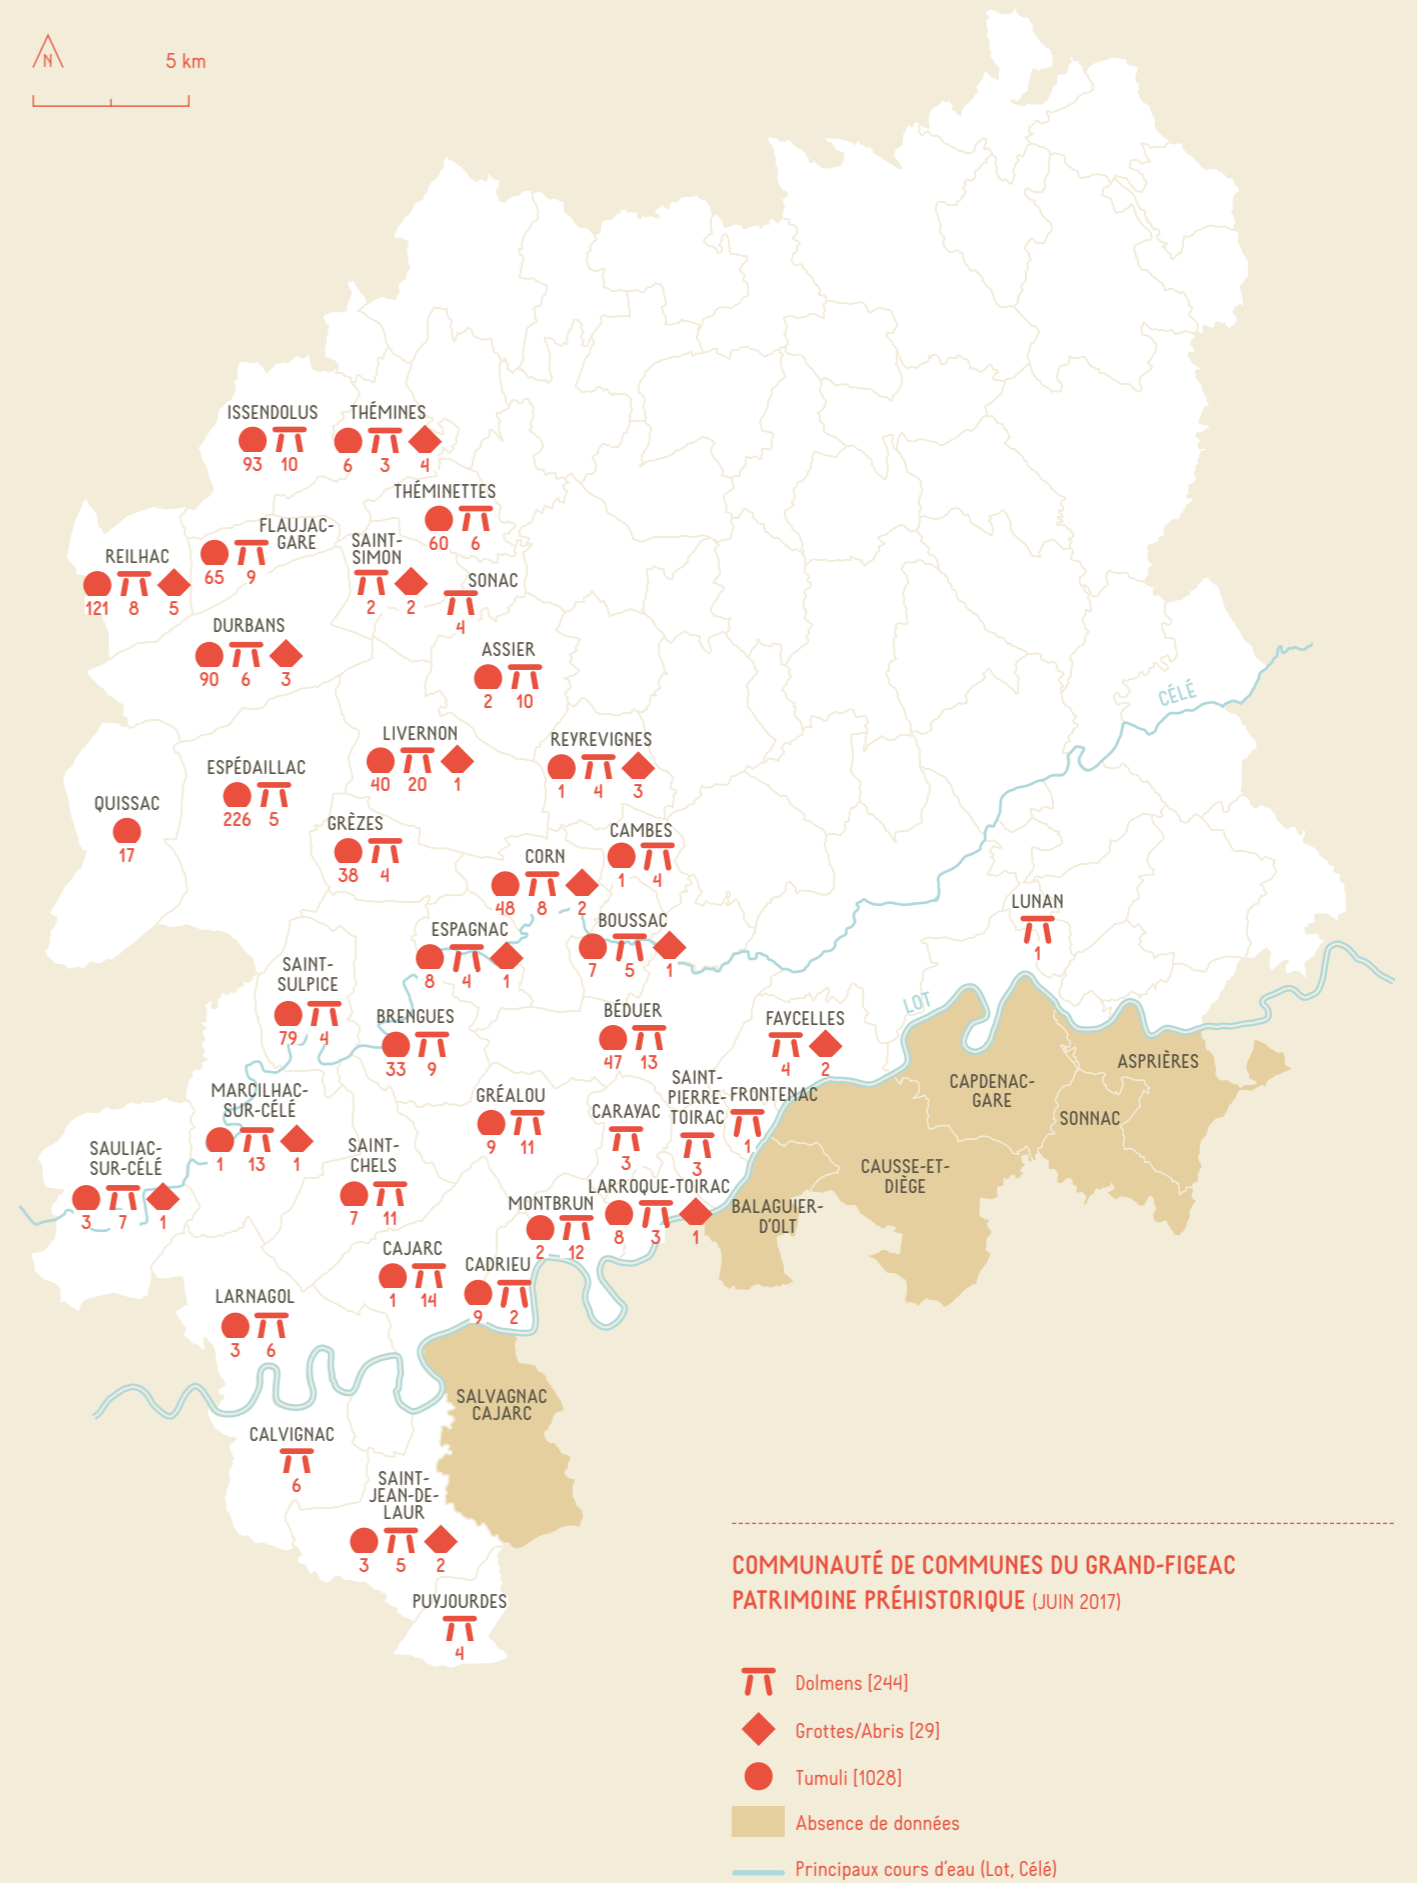 N
5 km
ISSENDOLUS
93 10
THÉMINES
6 3 4
THÉMINETTES
60 6
FLAUJAC-
GARE
65 9
SAINT-
SIMON
2 2
REILHAC
121 8 5
SONAC
4
DURBANS
90 6 3
ASSIER
2 10
LIVERNON
40 20 1
REYREVIGNES
1 4 3
ESPÉDAILLAC
226 5
QUISSAC
17
GRÈZES
38 4
CAMBES
1 4
CORN
48 8 2
ESPAGNAC
8 4 1
BOUSSAC
7 5 1
LUNAN
1
CÉLÉ
LOT
SAINT-
SULPICE
79 4
BRENGUES
33 9
BÉDUER
47 13
FAYCELLES
4 2
ASPRIÈRES
CAPDENAC-
GARE
SONNAC
MARCILHAC-
SUR-CÉLÉ
1 13 1
GRÉALOU
9 11
CARAYAC
3
SAINT-
PIERRE-
TOIRAC
3
FRONTENAC
1
SAULIAC-
SUR-CÉLÉ
3 7 1
SAINT-
CHELS
7 11
CAUSSE-ET-
DIÈGE
MONTBRUN
2 12
LARROQUE-TOIRAC
8 3 1
BALAGUIER-
D'OLT
CAJARC
1 14
CADRIEU
9 2
LARNAGOL
3 6
SALVAGNAC
CAJARC
CALVIGNAC
6
SAINT-
JEAN-DE-
LAUR
3 5 2
PUYJOURDES
4
COMMUNAUTÉ DE COMMUNES DU GRAND-FIGEAC
PATRIMOINE PRÉHISTORIQUE (JUIN 2017)
Dolmens [244]
Grottes/Abris [29]
Tumuli [1028]
Absence de données
Principaux cours d'eau (Lot, Célé)